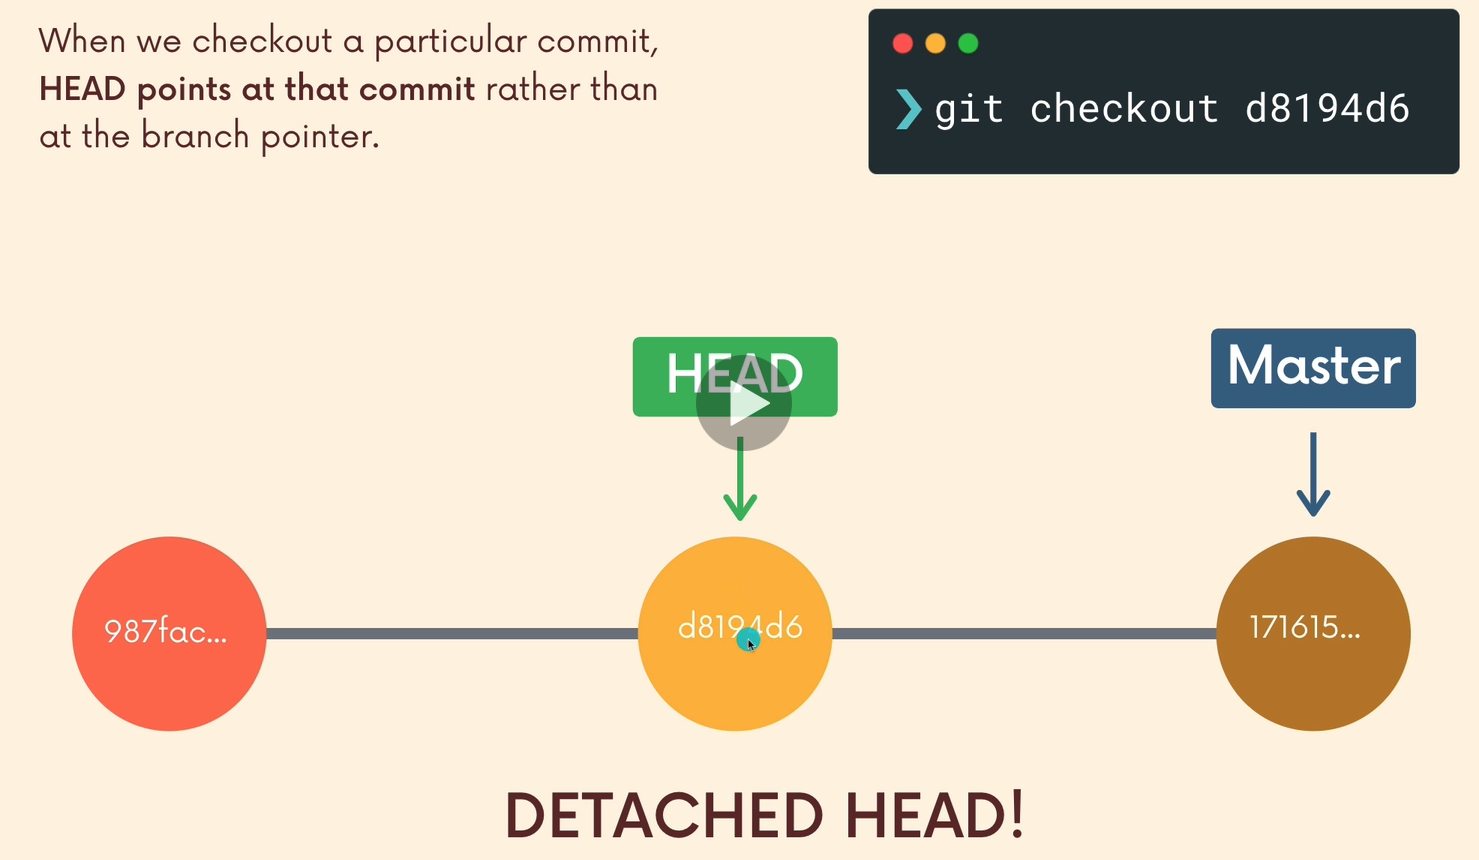 When we checkout a particular commit,
HEAD points at that commit rather than
at the branch pointer.
❯ git checkout d8194d6
HEAD
Master
987fac...
d8194d6
171615...
DETACHED HEAD!